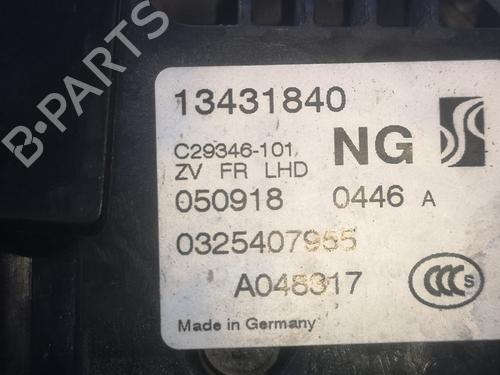 13431840
C29346-101 NG
ZV FR LHD
050918 0446 A
0325407955
A048317
CCC S
Made in Germany
B-PARTS